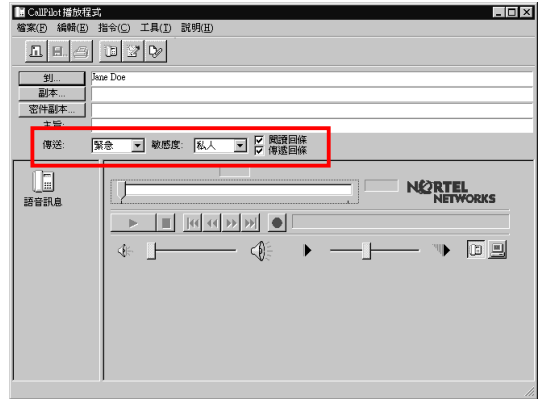 CallPilot 播放程式
檔案(F) 編輯(E) 指令(C) 工具(T) 說明(H)
到... Jane Doe
副本...
密件副本...
主旨:
傳送: 緊急 敏感度: 私人 閱讀回條
傳遞回條
語音訊息
NORTEL
NETWORKS